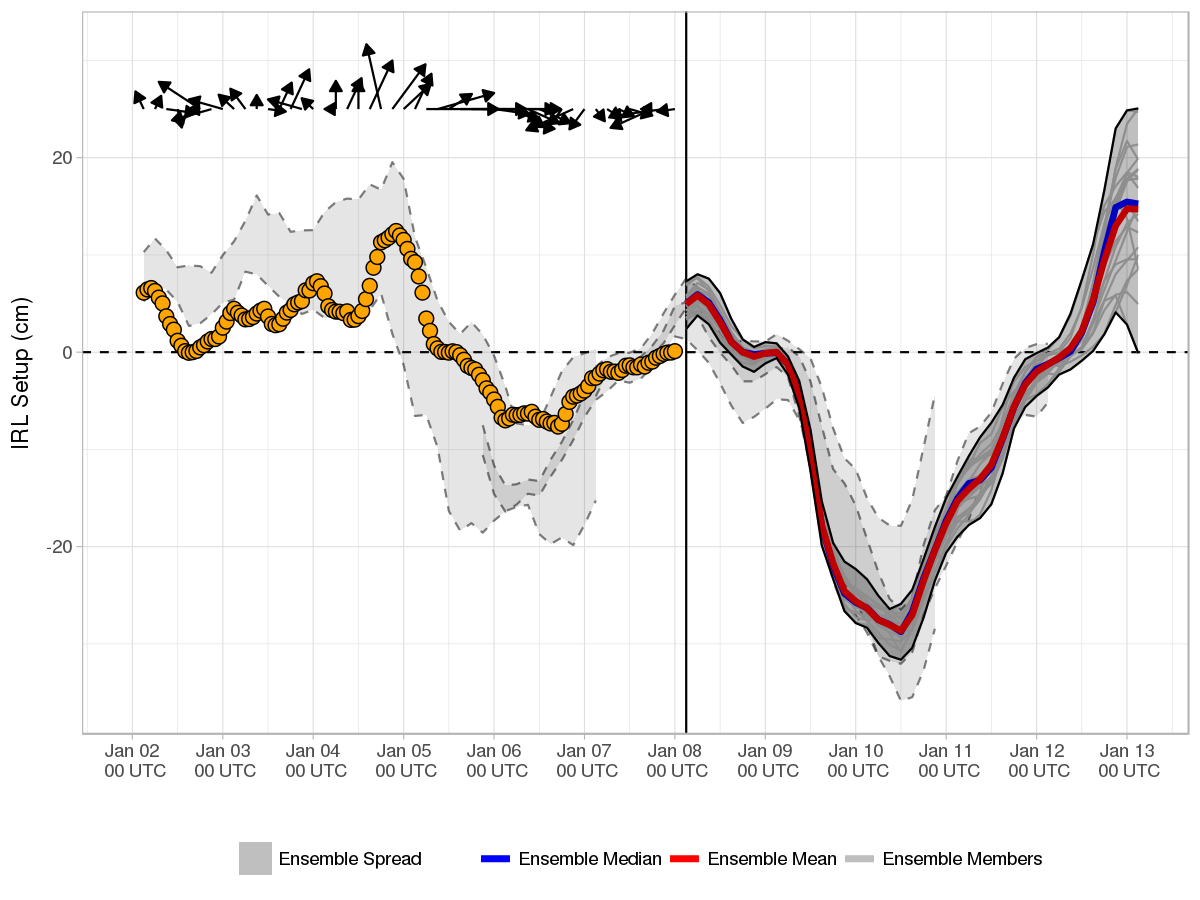 IRL Setup (cm)
20
0
-20
Jan 02 Jan 03 Jan 04 Jan 05 Jan 06 Jan 07 Jan 08 Jan 09 Jan 10 Jan 11 Jan 12 Jan 13
00 UTC 00 UTC 00 UTC 00 UTC 00 UTC 00 UTC 00 UTC 00 UTC 00 UTC 00 UTC 00 UTC 00 UTC
Ensemble Spread Ensemble Median Ensemble Mean Ensemble Members